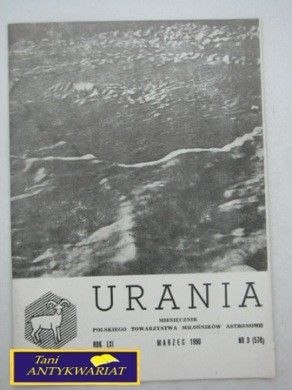 URANIA
MIESIĘCZNIK
POLSKIEGO TOWARZYSTWA MIŁOŚNIKÓW ASTRONOMII
ROK LXI MARZEC 1990 NR 3
Tani
ANTYKWARIAT